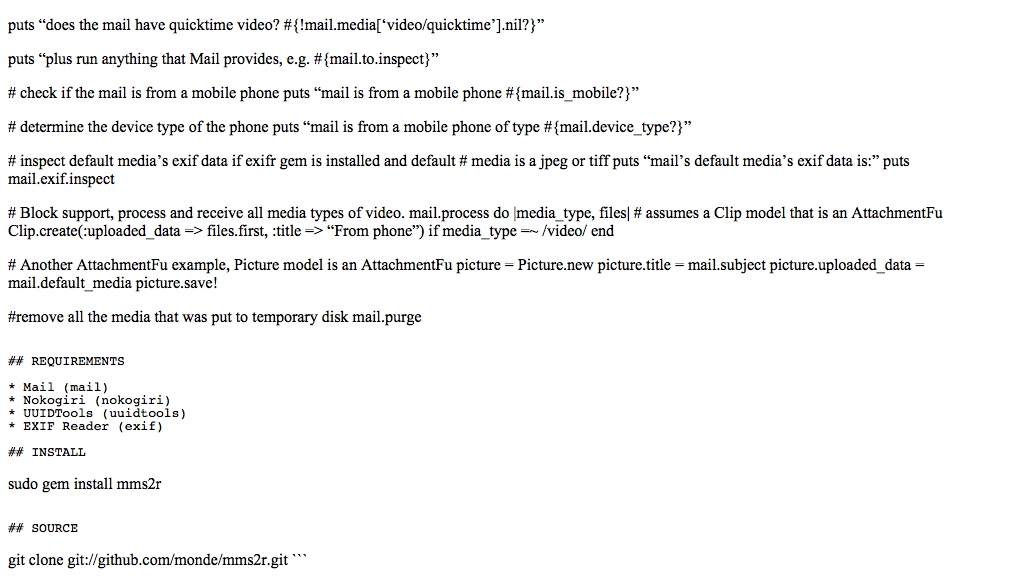 puts “does the mail have quicktime video? #{!mail.media[‘video/quicktime’].nil?}”
puts “plus run anything that Mail provides, e.g. #{mail.to.inspect}”
# check if the mail is from a mobile phone puts “mail is from a mobile phone #{mail.is_mobile?}”
# determine the device type of the phone puts “mail is from a mobile phone of type #{mail.device_type?}”
# inspect default media’s exif data if exifr gem is installed and default # media is a jpeg or tiff puts “mail’s default media’s exif data is:” puts
mail.exif.inspect
# Block support, process and receive all media types of video. mail.process do |media_type, files| # assumes a Clip model that is an AttachmentFu
Clip.create(:uploaded_data => files.first, :title => “From phone”) if media_type =~ /video/ end
# Another AttachmentFu example, Picture model is an AttachmentFu picture = Picture.new picture.title = mail.subject picture.uploaded_data =
mail.default_media picture.save!
#remove all the media that was put to temporary disk mail.purge
## REQUIREMENTS
* Mail (mail)
* Nokogiri (nokogiri)
* UUIDTools (uuidtools)
* EXIF Reader (exif)
## INSTALL
sudo gem install mms2r
## SOURCE
git clone git://github.com/monde/mms2r.git ```